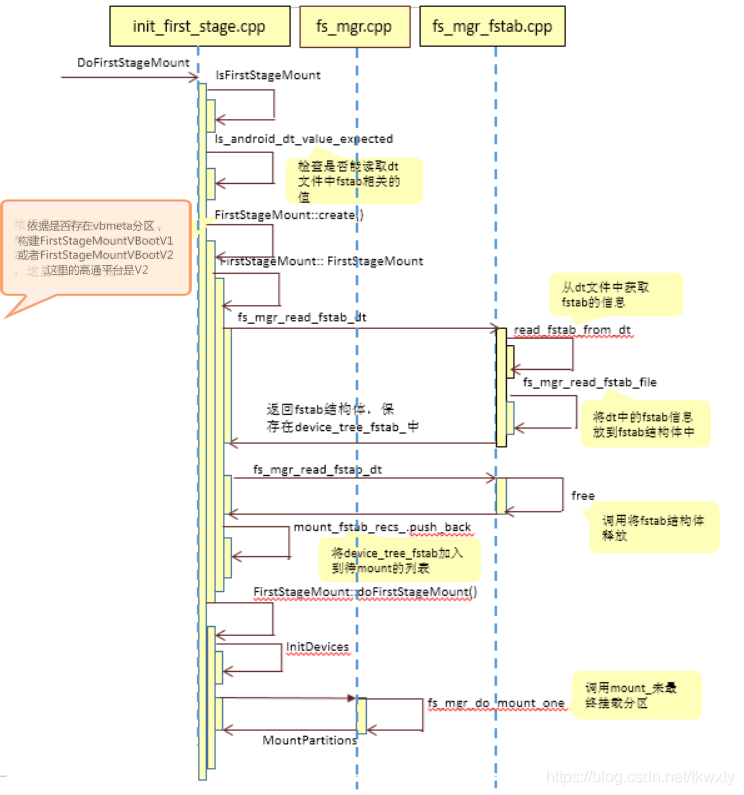 init_first_stage.cpp
fs_mgr.cpp
fs_mgr_fstab.cpp
DoFirstStageMount
IsFirstStageMount
Is_android_dt_value_expected
检查是否能读取dt
文件中fstab相关的
值
依据是否存在vbmeta分区，
构建FirstStageMountVBootV1
或者FirstStageMountVBootV2
，这里的高通平台是V2
FirstStageMount::create()
FirstStageMount:: FirstStageMount
从dt文件中获取
fstab的信息
fs_mgr_read_fstab_dt
read_fstab_from_dt
fs_mgr_read_fstab_file
返回fstab结构体，保
存在device_tree_fstab_中
将dt中的fstab信息
放到fstab结构体中
fs_mgr_read_fstab_dt
free
调用将fstab结构体
释放
mount_fstab_recs_.push_back
将device_tree_fstab加入
到待mount的列表
FirstStageMount::doFirstStageMount()
InitDevices
调用mount_来最
终挂载分区
fs_mgr_do_mount_one
MountPartitions
https://blog.csdn.net/tkwxty